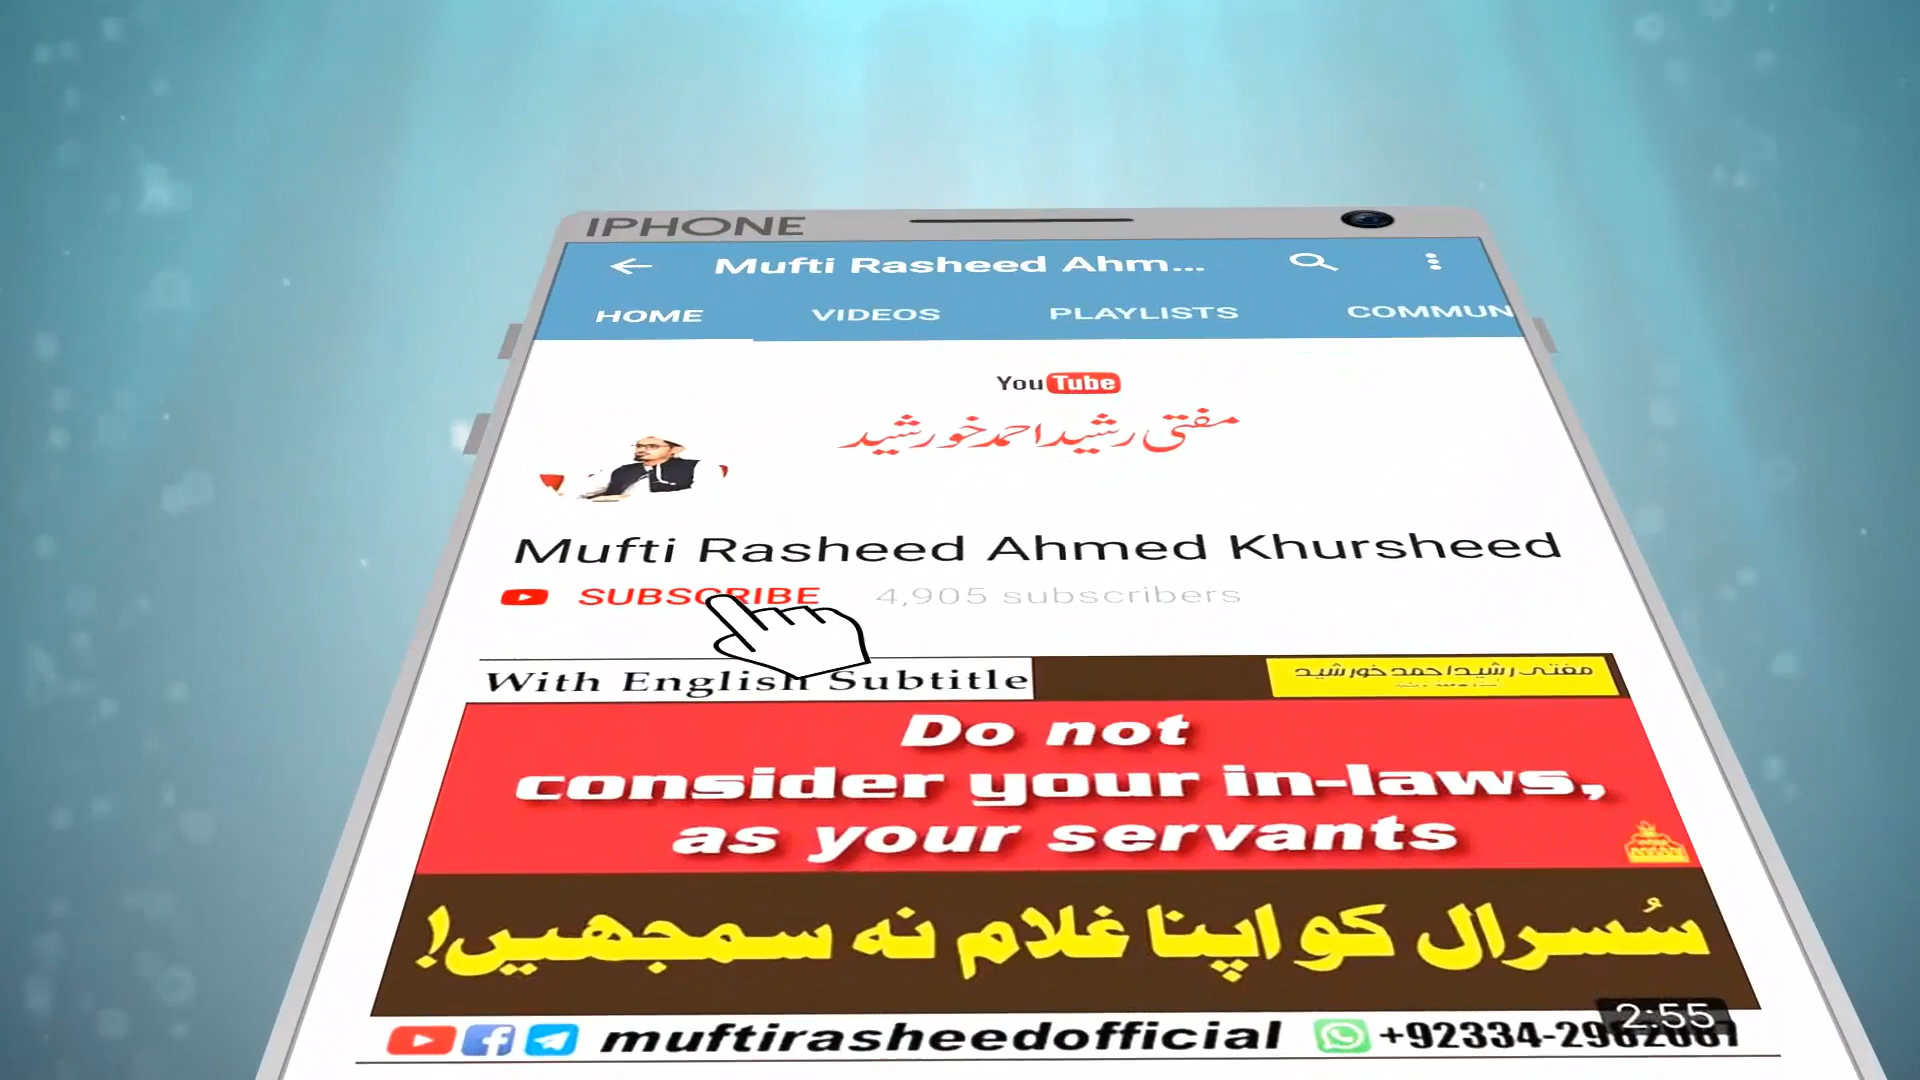 IPHONE
Mufti Rasheed Ahm...
HOME VIDEOS PLAYLISTS COMMUN
YouTube
مفتی رشید احمد خورشید
Mufti Rasheed Ahmed Khursheed
SUBSCRIBE 4,905 subscribers
With English Subtitle
مفتی رشید احمد خورشید
Do not
consider your in-laws,
as your servants
سُسرال کو اپنا غلام نہ سمجھیں!
2:55
muftirasheedofficial